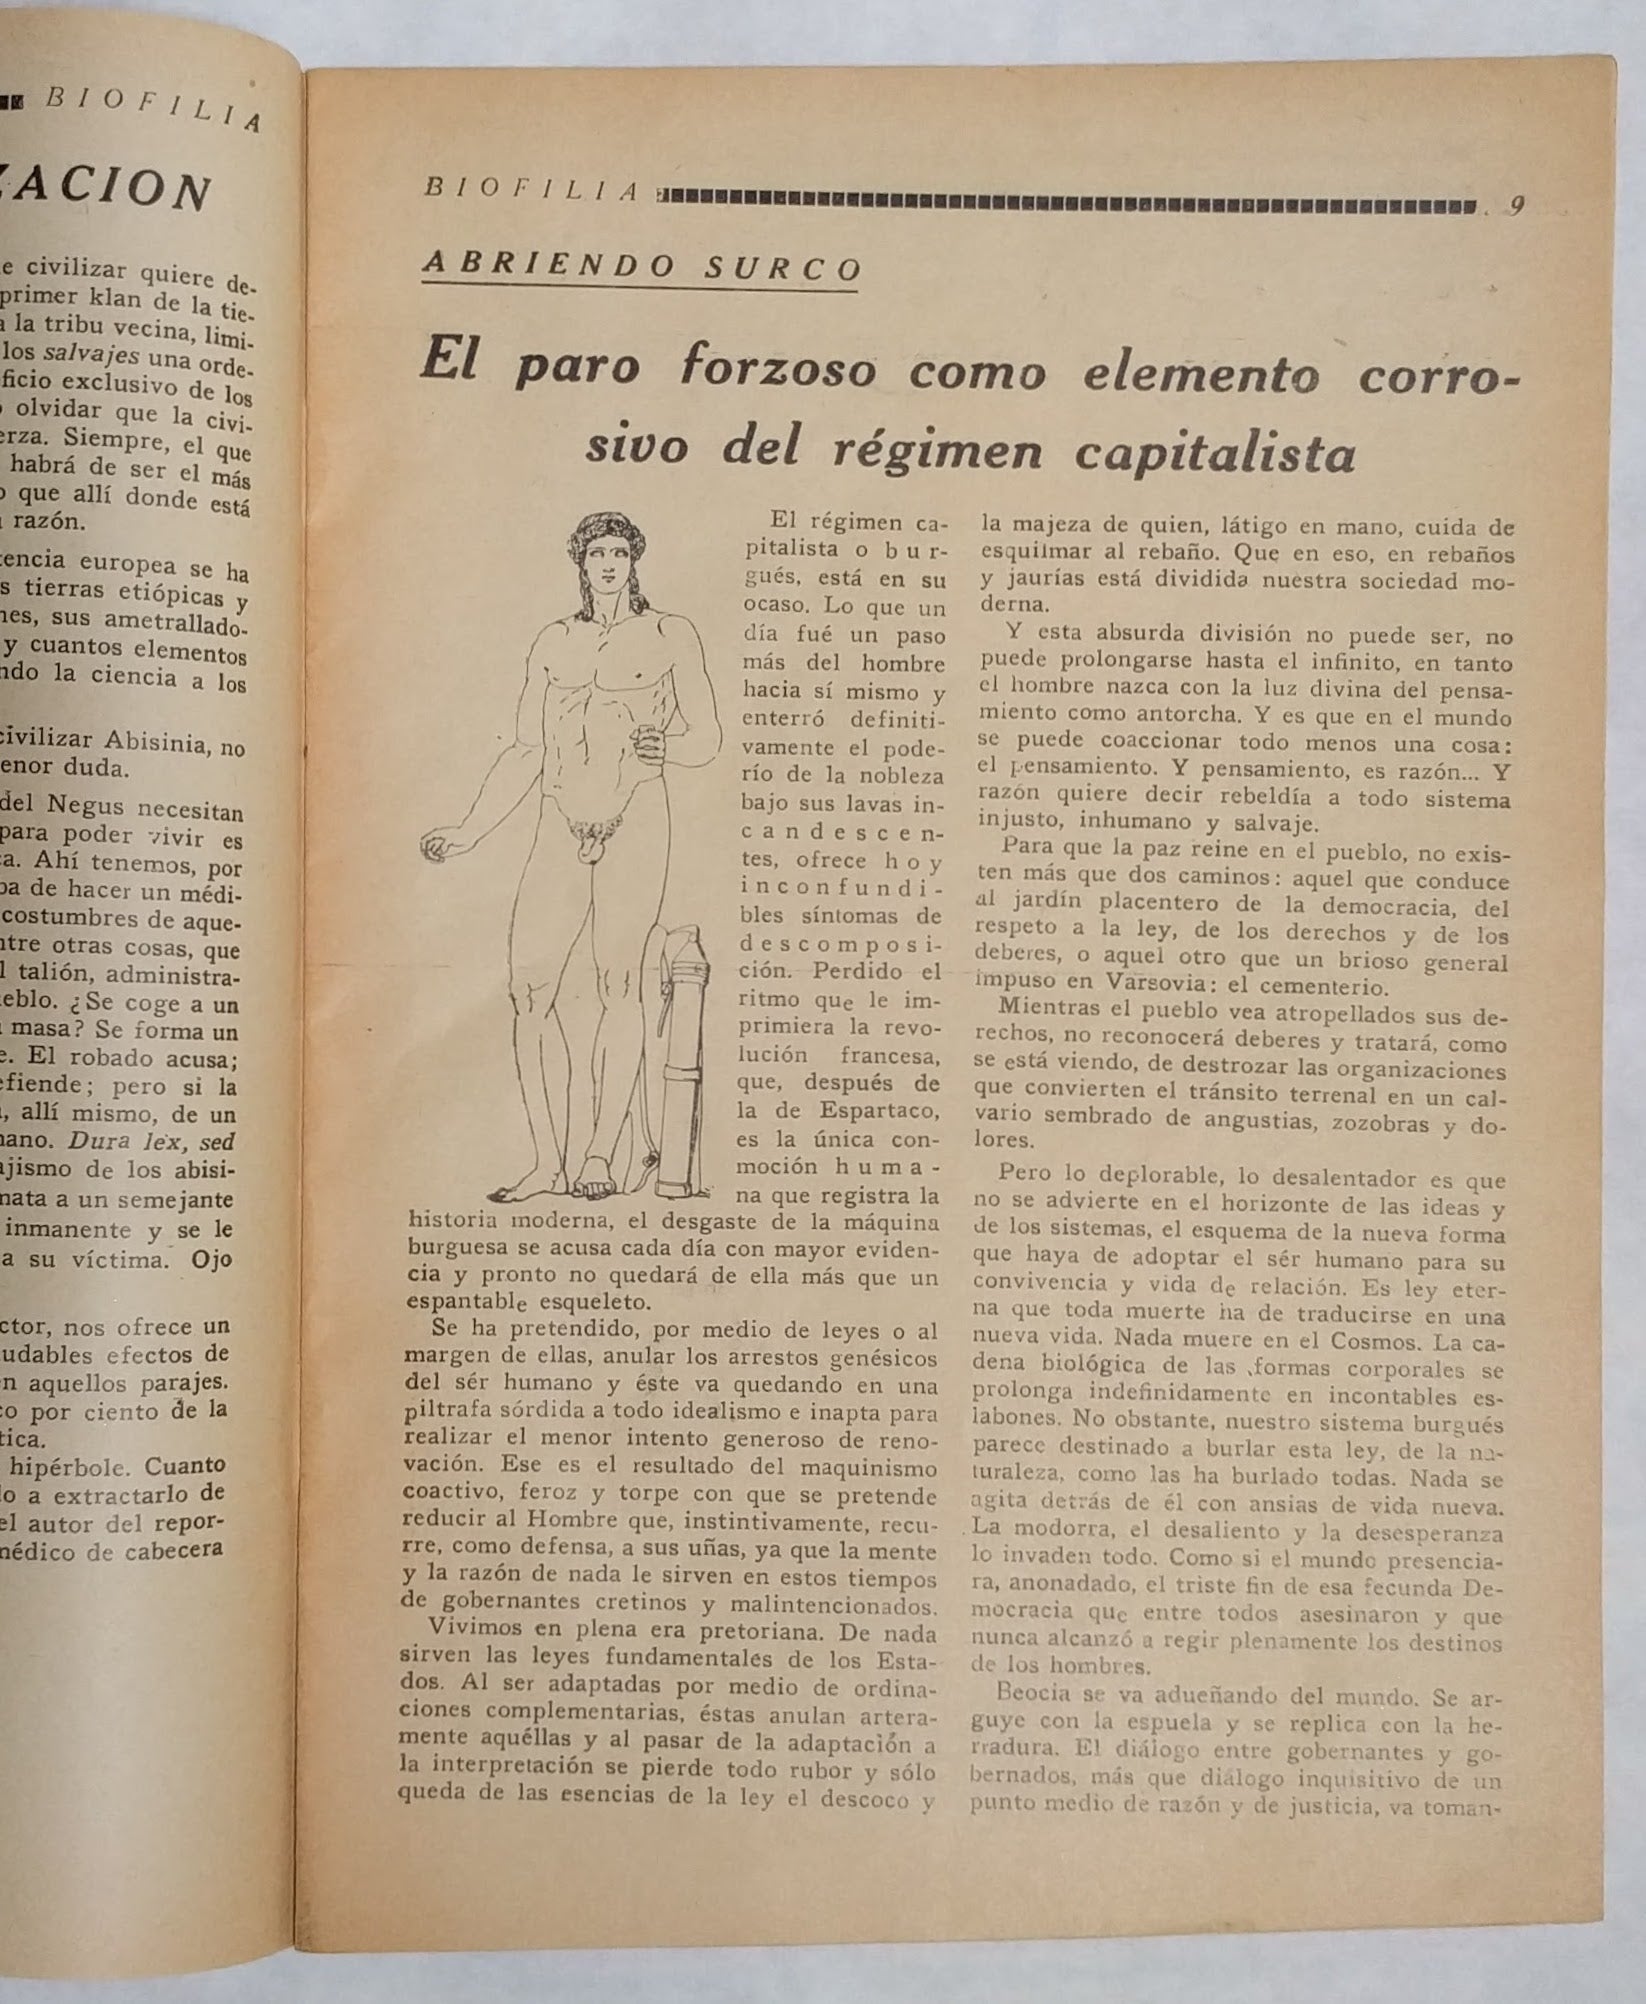 BIOFILIA
ZACION
e civilizar quiere de-
primer klan de la tie-
a la tribu vecina, limi-
los salvajes una orde-
ficio exclusivo de los
olvidar que la civi-
erza. Siempre, el que
habrá de ser el más
o que allí donde está
razón.
tencia europea se ha
s tierras etiópicas y
nes, sus ametrallado-
y cuantos elementos
ndo la ciencia a los
civilizar Abisinia, no
enor duda.
del Negus necesitan
para poder vivir es
ca. Ahí tenemos, por
ba de hacer un médi-
costumbres de aque-
ntre otras cosas, que
l talión, administra-
ueblo. ¿Se coge a un
masa? Se forma un
e. El robado acusa;
efiende; pero si la
, allí mismo, de un
mano. Dura lex, sed
ajismo de los abisi-
mata a un semejante
inmanente y se le
a su víctima. Ojo
ctor, nos ofrece un
udables efectos de
n aquellos parajes.
co por ciento de la
tica.
hipérbole. Cuanto
o a extractarlo de
el autor del repor-
médico de cabecera
BIOFILIA 9
ABRIENDO SURCO
El paro forzoso como elemento corro-
sivo del régimen capitalista
El régimen ca-
pitalista o bur-
gués, está en su
ocaso. Lo que un
día fué un paso
más del hombre
hacia sí mismo y
enterró definiti-
vamente el pode-
río de la nobleza
bajo sus lavas in-
candescen-
tes, ofrece hoy
inconfundi-
bles síntomas de
descomposi-
ción. Perdido el
ritmo que le im-
primiera la revo-
lución francesa,
que, después de
la de Espartaco,
es la única con-
moción huma-
na que registra la
historia moderna, el desgaste de la máquina
burguesa se acusa cada día con mayor eviden-
cia y pronto no quedará de ella más que un
espantable esqueleto.
Se ha pretendido, por medio de leyes o al
margen de ellas, anular los arrestos genésicos
del sér humano y éste va quedando en una
piltrafa sórdida a todo idealismo e inapta para
realizar el menor intento generoso de reno-
vación. Ese es el resultado del maquinismo
coactivo, feroz y torpe con que se pretende
reducir al Hombre que, instintivamente, recu-
rre, como defensa, a sus uñas, ya que la mente
y la razón de nada le sirven en estos tiempos
de gobernantes cretinos y malintencionados.
Vivimos en plena era pretoriana. De nada
sirven las leyes fundamentales de los Esta-
dos. Al ser adaptadas por medio de ordina-
ciones complementarias, éstas anulan artera-
mente aquéllas y al pasar de la adaptación a
la interpretación se pierde todo rubor y sólo
queda de las esencias de la ley el descoco y
la majeza de quien, látigo en mano, cuida de
esquilmar al rebaño. Que en eso, en rebaños
y jaurías está dividida nuestra sociedad mo-
derna.
Y esta absurda división no puede ser, no
puede prolongarse hasta el infinito, en tanto
el hombre nazca con la luz divina del pensa-
miento como antorcha. Y es que en el mundo
se puede coaccionar todo menos una cosa:
el pensamiento. Y pensamiento, es razón... Y
razón quiere decir rebeldía a todo sistema
injusto, inhumano y salvaje.
Para que la paz reine en el pueblo, no exis-
ten más que dos caminos: aquel que conduce
al jardín placentero de la democracia, del
respeto a la ley, de los derechos y de los
deberes, o aquel otro que un brioso general
impuso en Varsovia: el cementerio.
Mientras el pueblo vea atropellados sus de-
rechos, no reconocerá deberes y tratará, como
se está viendo, de destrozar las organizaciones
que convierten el tránsito terrenal en un cal-
vario sembrado de angustias, zozobras y do-
lores.
Pero lo deplorable, lo desalentador es que
no se advierte en el horizonte de las ideas y
de los sistemas, el esquema de la nueva forma
que haya de adoptar el sér humano para su
convivencia y vida de relación. Es ley eter-
na que toda muerte ha de traducirse en una
nueva vida. Nada muere en el Cosmos. La ca-
dena biológica de las formas corporales se
prolonga indefinidamente en incontables es-
labones. No obstante, nuestro sistema burgués
parece destinado a burlar esta ley, de la na-
turaleza, como las ha burlado todas. Nada se
agita detrás de él con ansias de vida nueva.
La modorra, el desaliento y la desesperanza
lo invaden todo. Como si el mundo presencia-
ra, anonadado, el triste fin de esa fecunda De-
mocracia que entre todos asesinaron y que
nunca alcanzó a regir plenamente los destinos
de los hombres.
Beocia se va adueñando del mundo. Se ar-
guye con la espuela y se replica con la he-
rradura. El diálogo entre gobernantes y go-
bernados, más que diálogo inquisitivo de un
punto medio de razón y de justicia, va toman-